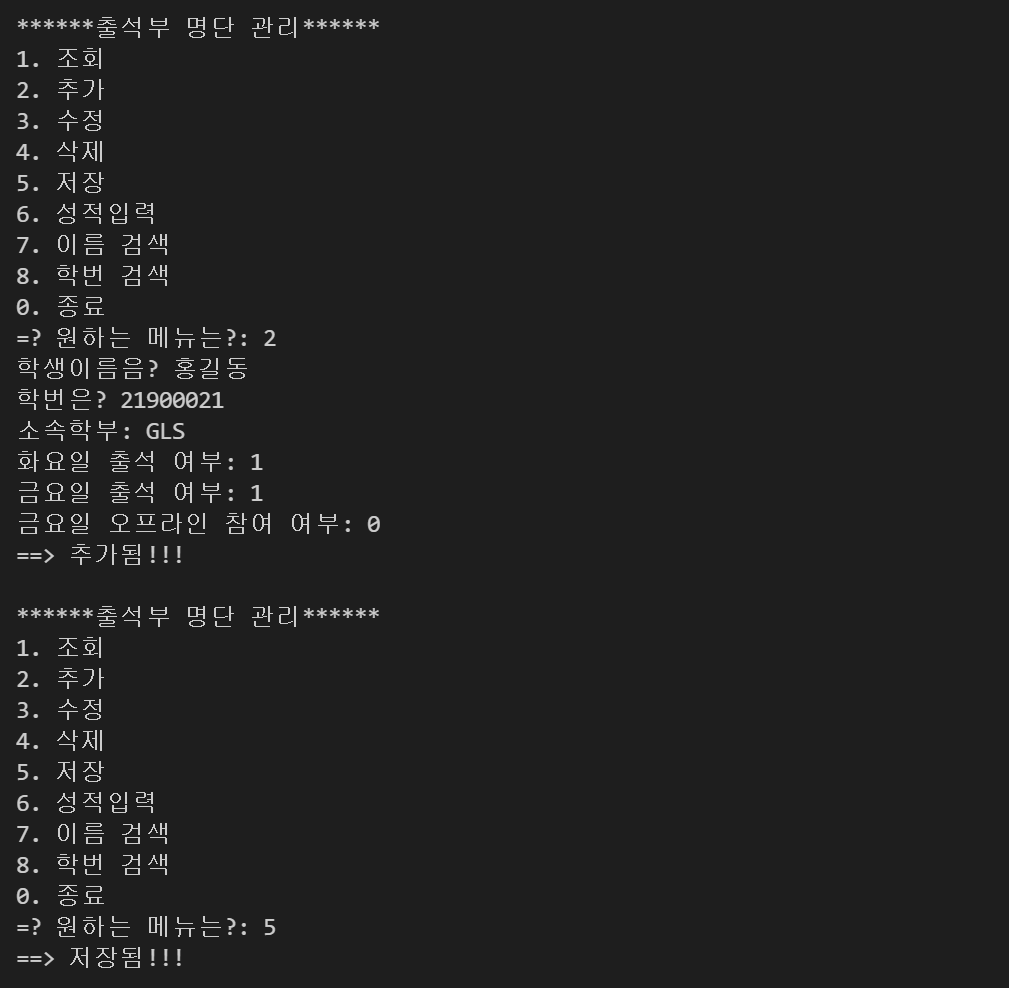 ******출석부 명단 관리******
1. 조회
2. 추가
3. 수정
4. 삭제
5. 저장
6. 성적입력
7. 이름 검색
8. 학번 검색
0. 종료
=? 원하는 메뉴는?: 2
학생이름음? 홍길동
학번은? 21900021
소속학부: GLS
화요일 출석 여부: 1
금요일 출석 여부: 1
금요일 오프라인 참여 여부: 0
==> 추가됨!!!
******출석부 명단 관리******
1. 조회
2. 추가
3. 수정
4. 삭제
5. 저장
6. 성적입력
7. 이름 검색
8. 학번 검색
0. 종료
=? 원하는 메뉴는?: 5
==> 저장됨!!!